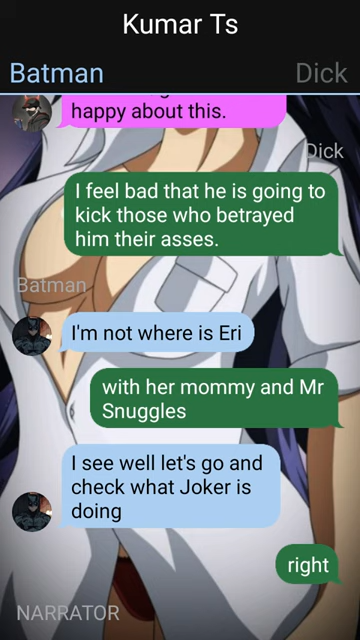 Kumar Ts
Batman
Dick
happy about this.
Dick
I feel bad that he is going to
kick those who betrayed
him their asses.
Batman
I'm not where is Eri
with her mommy and Mr
Snuggles
I see well let's go and
check what Joker is
doing
right
NARRATOR